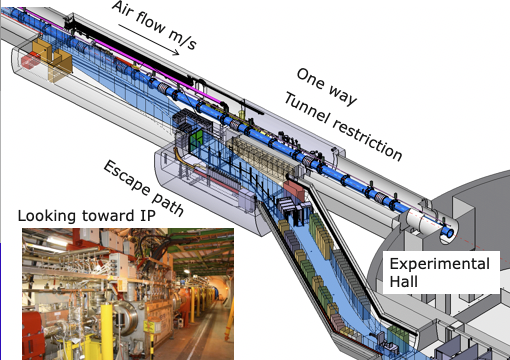 Air flow m/s
One way
Tunnel restriction
Escape path
Looking toward IP
Experimental
Hall